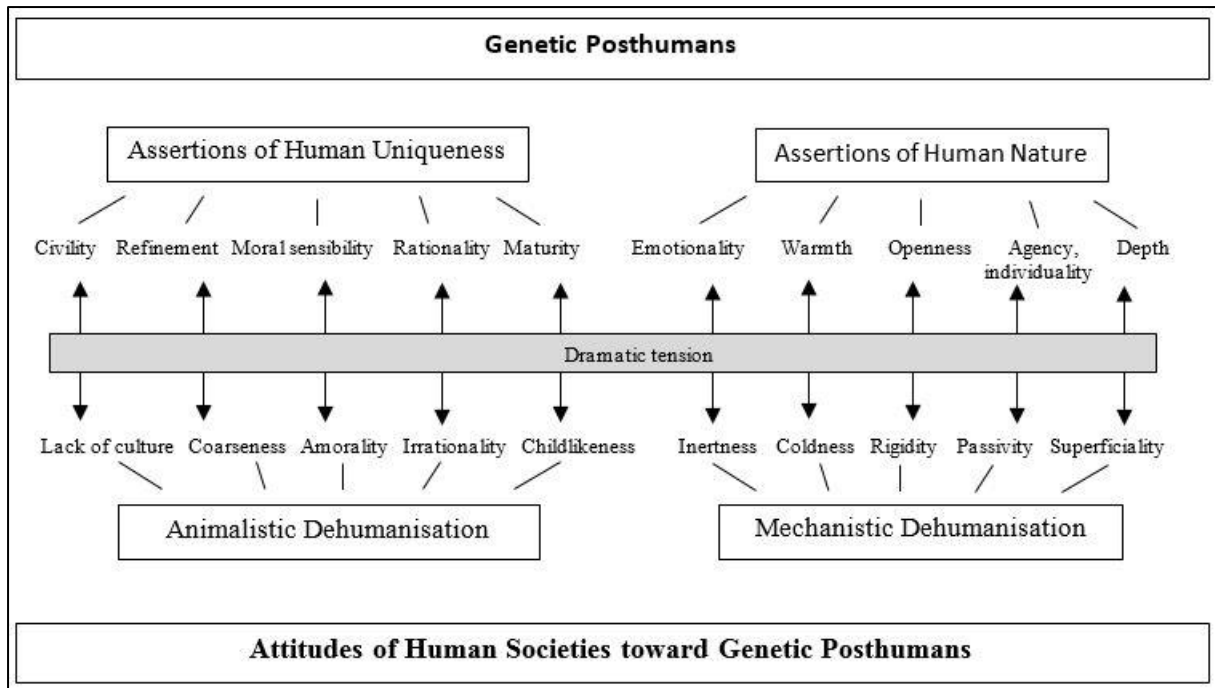 Genetic Posthumans
Assertions of Human Uniqueness
Assertions of Human Nature
Civility Refinement Moral sensibility Rationality Maturity
Emotionality Warmth Openness Agency, individuality Depth
Dramatic tension
Lack of culture Coarseness Amorality Irrationality Childlikeness
Inertness Coldness Rigidity Passivity Superficiality
Animalistic Dehumanisation
Mechanistic Dehumanisation
Attitudes of Human Societies toward Genetic Posthumans